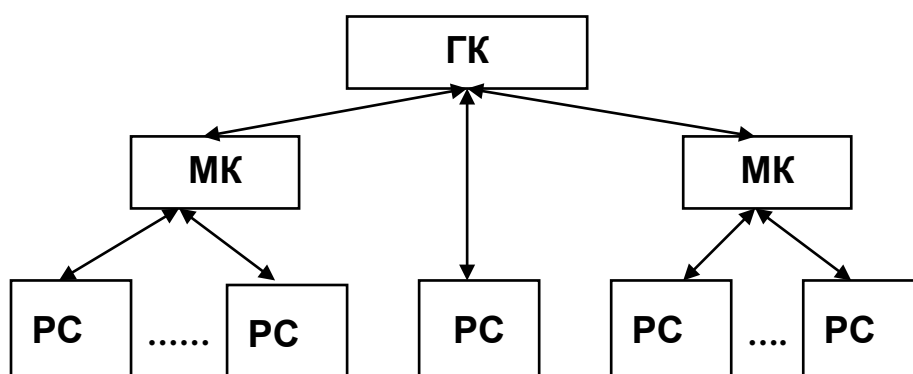 ГК
МК МК
РС ...... РС РС РС .... РС